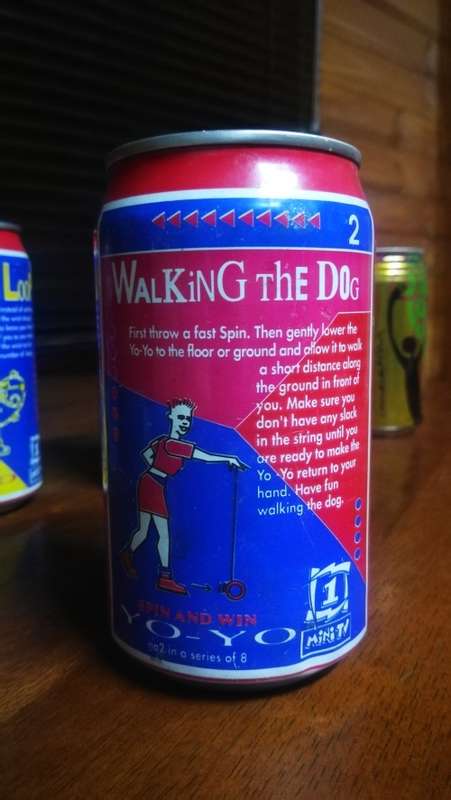 2
WALKiNG ThE DOG
First throw a fast Spin. Then gently lower the
Yo-Yo to the floor or ground and allow it to walk
a short distance along
the ground in front of
you. Make sure you
don't have any slack
in the string until you
are ready to make the
Yo-Yo return to your
hand. Have fun
walking the dog.
SPIN AND WIN
YO-YO
no2 in a series of 8
1
MiNi TV
Loo